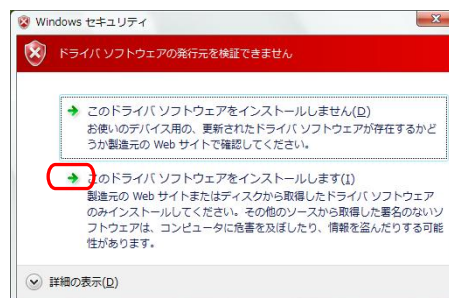 Windows セキュリティ
ドライバ ソフトウェアの発行元を検証できません
このドライバ ソフトウェアをインストールしません(D)
お使いのデバイス用の、更新されたドライバ ソフトウェアが存在するかど
うか製造元の Web サイトで確認してください。
このドライバ ソフトウェアをインストールします(I)
製造元の Web サイトまたはディスクから取得したドライバ ソフトウェア
のみインストールしてください。その他のソースから取得した署名のないソ
フトウェアは、コンピュータに危害を及ぼしたり、情報を盗んだりする可能
性があります。
詳細の表示(D)